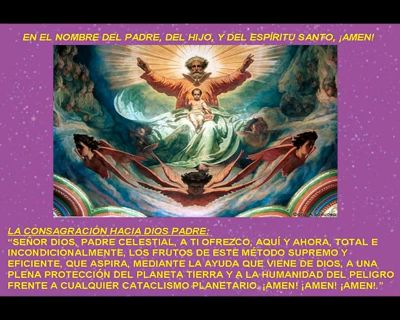 EN EL NOMBRE DEL PADRE, DEL HIJO, Y DEL ESPÍRITU SANTO, ¡AMEN!
LA CONSAGRACIÓN HACIA DIOS PADRE:
“SEÑOR DIOS, PADRE CELESTIAL, A TI OFREZCO, AQUÍ Y AHORA, TOTAL E
INCONDICIONALMENTE, LOS FRUTOS DE ESTE MÉTODO SUPREMO Y
EFICIENTE, QUE ASPIRA, MEDIANTE LA AYUDA QUE VIENE DE DIOS, A UNA
PLENA PROTECCIÓN DEL PLANETA TIERRA Y A LA HUMANIDAD DEL PELIGRO
FRENTE A CUALQUIER CATACLISMO PLANETARIO. ¡AMEN! ¡AMEN! ¡AMEN!.”